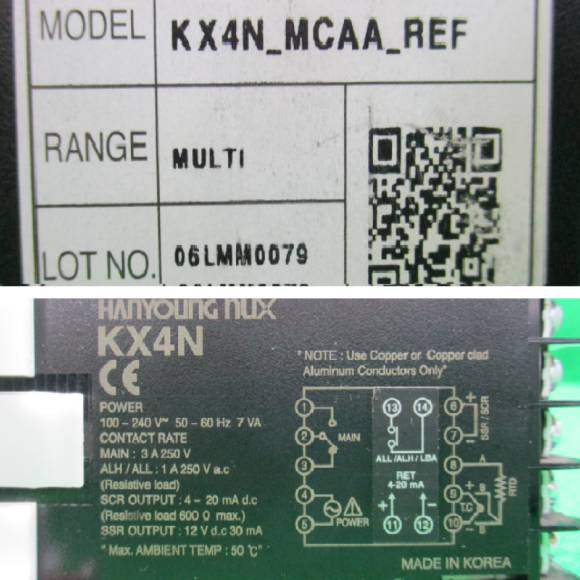 MODEL KX4N_MCAA_REF
RANGE MULTI
LOT NO. 06LMM0079
HANYOUNG nUX
KX4N
CE
POWER
100 - 240 V~ 50 - 60 Hz 7 VA
CONTACT RATE
MAIN : 3 A 250 V
ALH / ALL : 1 A 250 V a.c
(Resistive load)
SCR OUTPUT : 4 - 20 mA d.c
(Resistive load 600 Ω max.)
SSR OUTPUT : 12 V d.c 30 mA
* Max. AMBIENT TEMP : 50 ℃ *
" NOTE : Use Copper or Copper clad
Aluminum Conductors Only"
1
2
3
4
5
MAIN
POWER
13 14
ALL /ALH / LBA
RET
4-20 mA
+ -
11 12
6
7
8
9
10
+
-
SSR / SCR
A
B
B
+
-
T.C
RTD
MADE IN KOREA